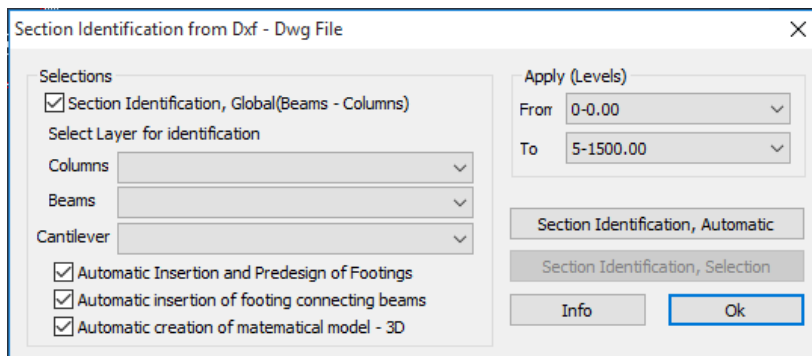 Section Identification from Dxf - Dwg File
Selections
Section Identification, Global(Beams - Columns)
Select Layer for identification
Columns
Beams
Cantilever
Automatic Insertion and Predesign of Footings
Automatic insertion of footing connecting beams
Automatic creation of matematical model - 3D
Apply (Levels)
From 0-0.00
To 5-1500.00
Section Identification, Automatic
Section Identification, Selection
Info Ok